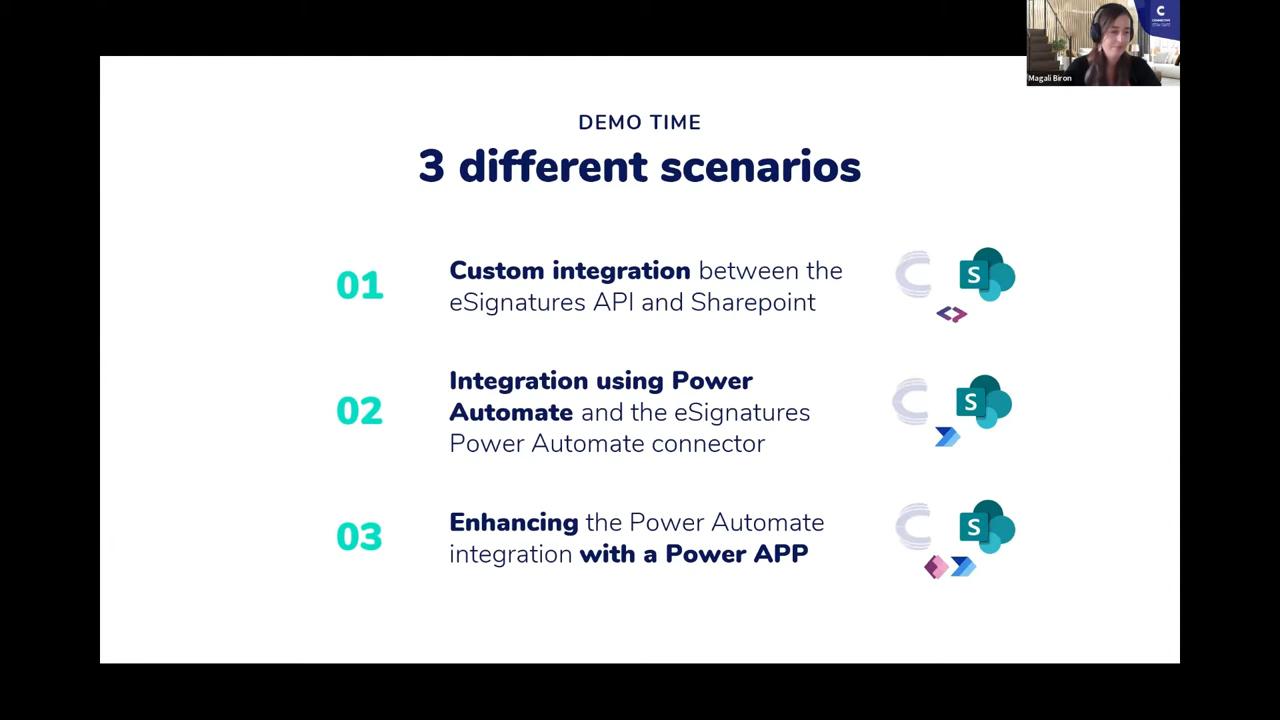 Magali Biron
DEMO TIME
3 different scenarios
01
Custom integration between the
eSignatures API and Sharepoint
S
02
Integration using Power
Automate and the eSignatures
Power Automate connector
S
03
Enhancing the Power Automate
integration with a Power APP
S